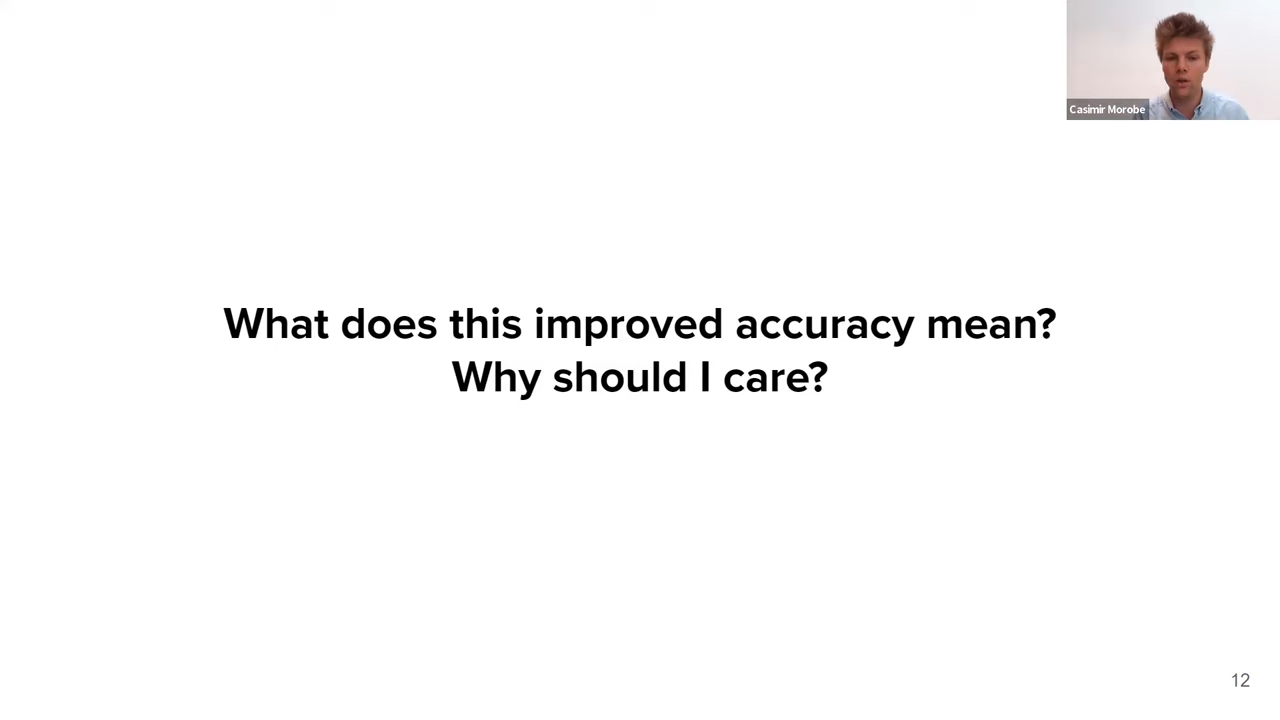 Casimir Morobe
What does this improved accuracy mean?
Why should I care?
12